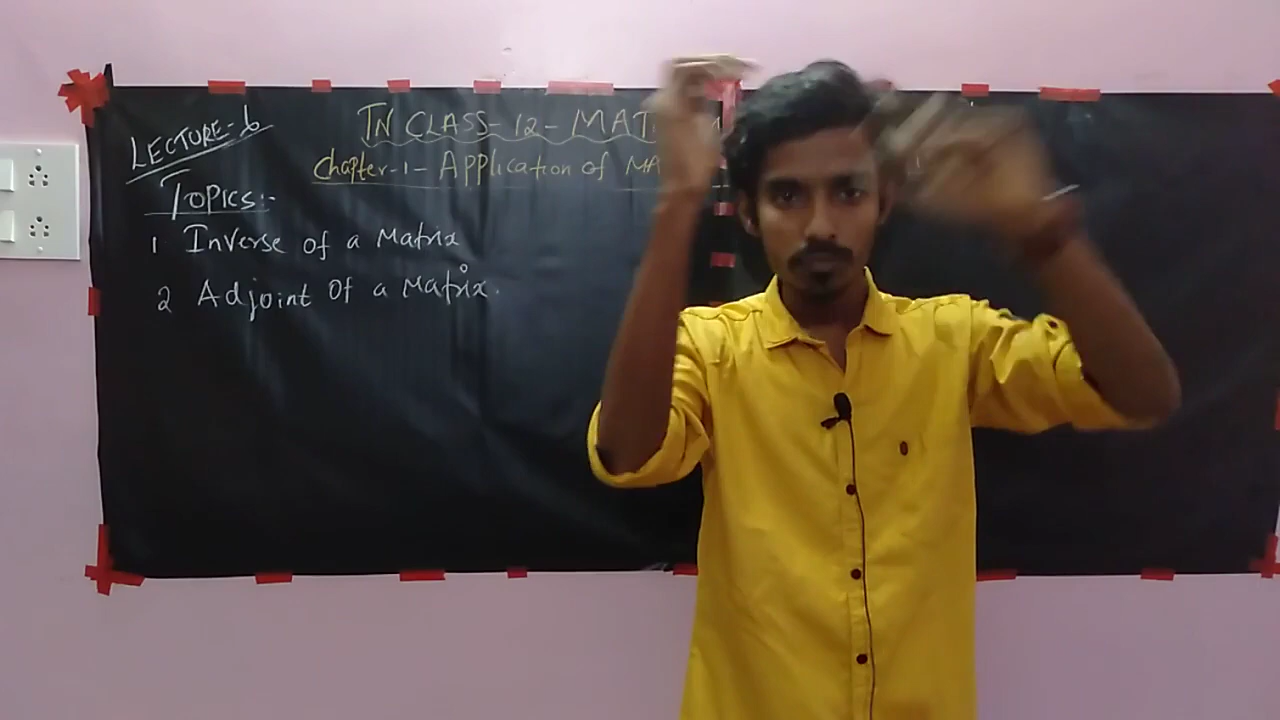 LECTURE-6
TN CLASS-12-MAT
Chapter-1-Application of MA
Topics:-
1 Inverse of a Matrix
2 Adjoint of a Matrix.